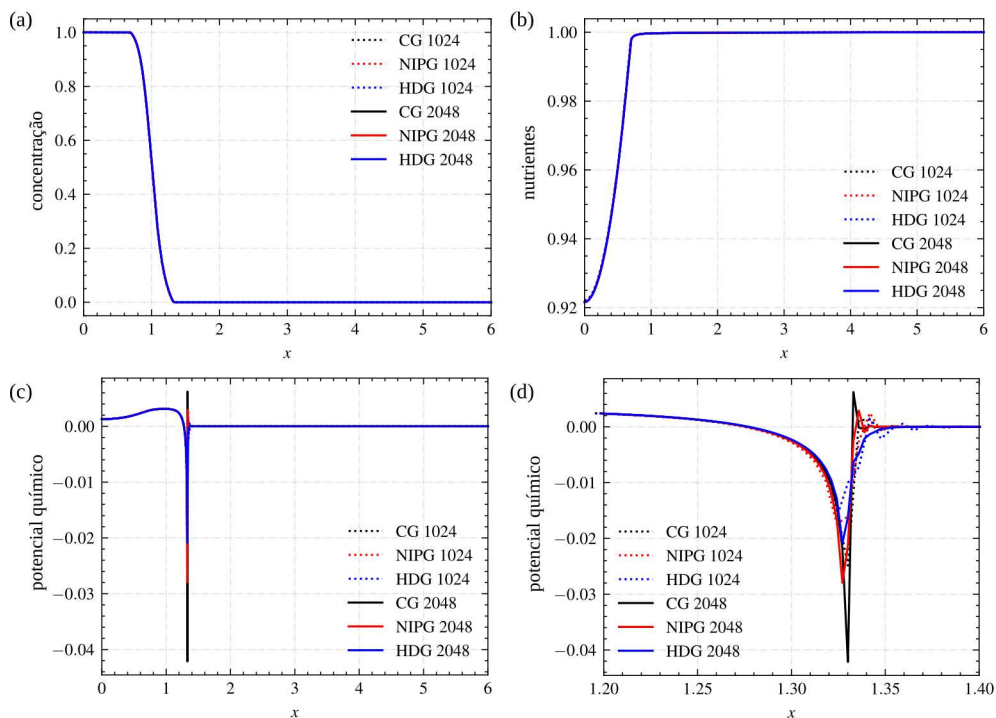 (a)
1.0
0.8
0.6
0.4
0.2
0.0
concentração
CG 1024
NIPG 1024
HDG 1024
CG 2048
NIPG 2048
HDG 2048
0 1 2 3 4 5 6
x
(b)
1.00
0.98
0.96
0.94
0.92
nutrientes
CG 1024
NIPG 1024
HDG 1024
CG 2048
NIPG 2048
HDG 2048
0 1 2 3 4 5 6
x
(c)
0.00
−0.01
−0.02
−0.03
−0.04
potencial químico
CG 1024
NIPG 1024
HDG 1024
CG 2048
NIPG 2048
HDG 2048
0 1 2 3 4 5 6
x
(d)
0.00
−0.01
−0.02
−0.03
−0.04
potencial químico
CG 1024
NIPG 1024
HDG 1024
CG 2048
NIPG 2048
HDG 2048
1.20 1.25 1.30 1.35 1.40
x